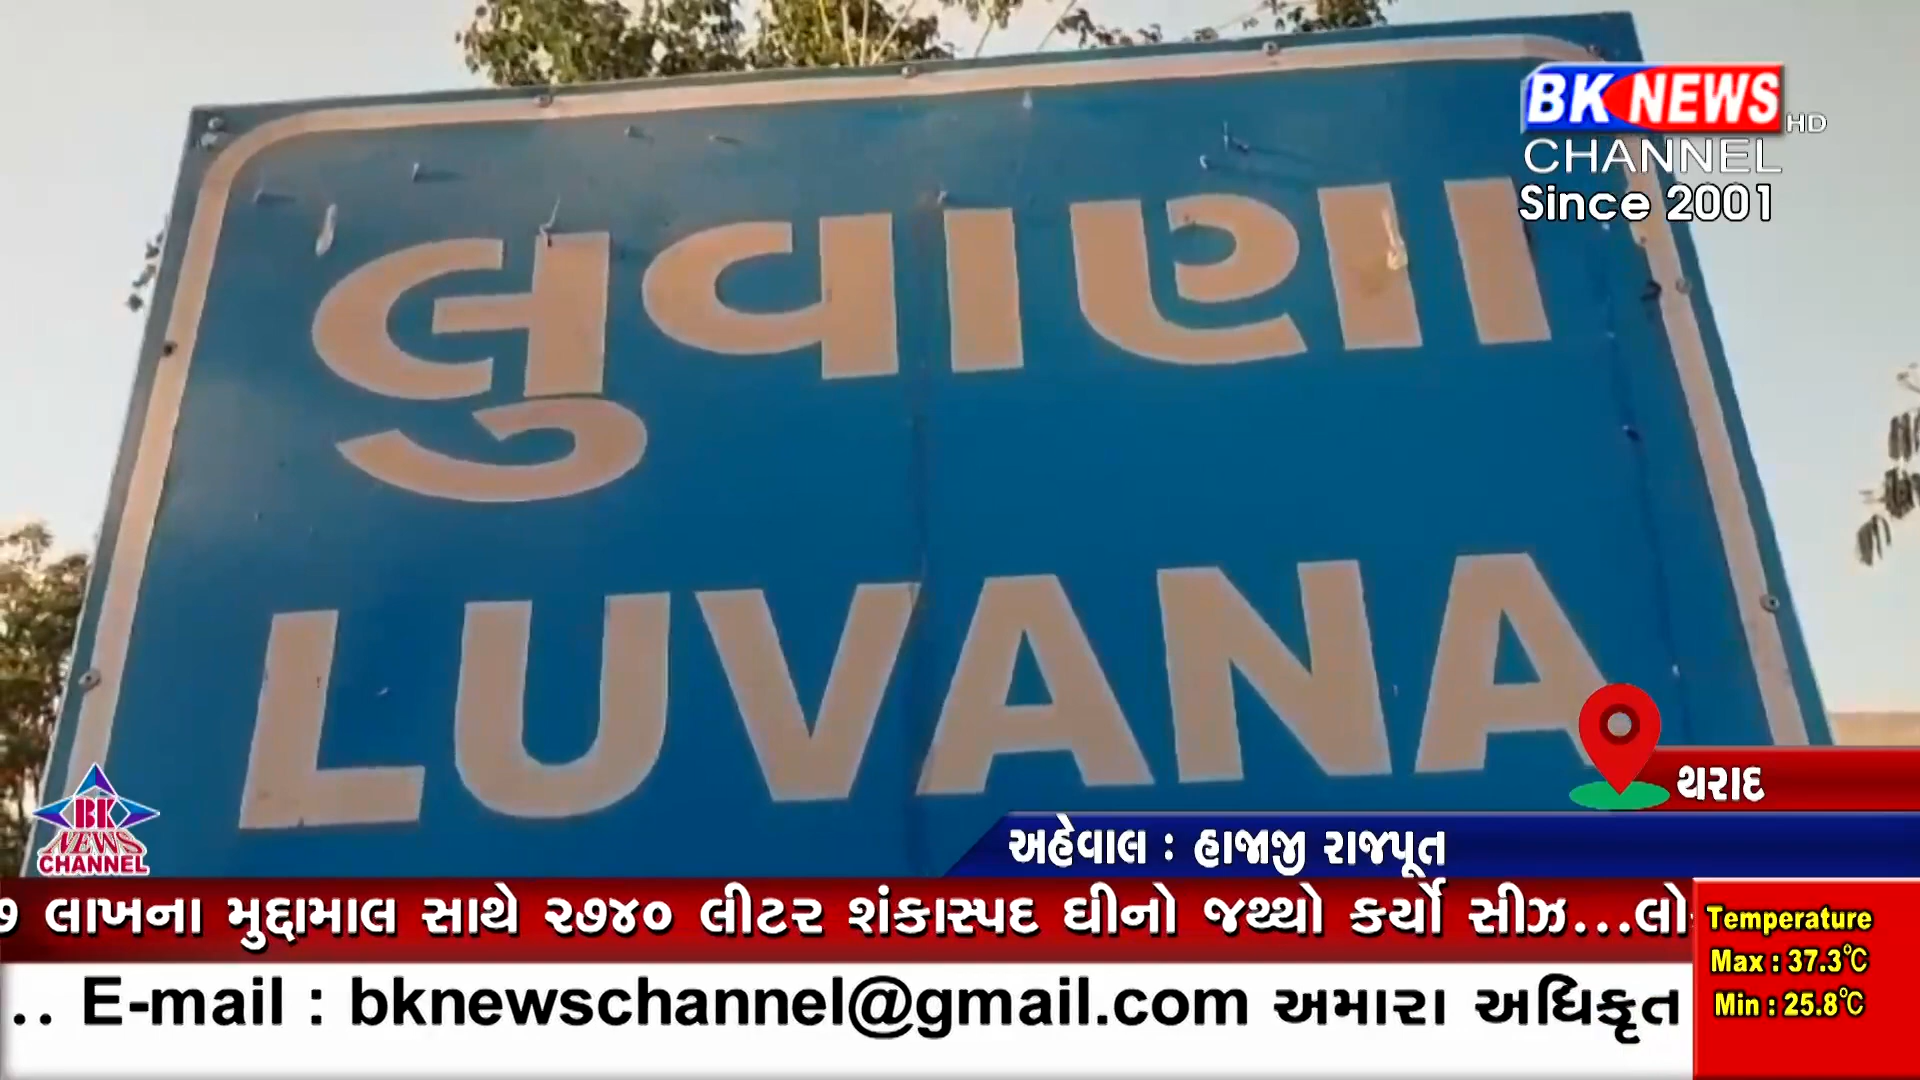 BK NEWS HD
CHANNEL
Since 2001
લુવાણા
LUVANA
થરાદ
BK
NEWS
CHANNEL
અહેવાલ : હાજાજી રાજપૂત
૭ લાખના મુદ્દામાલ સાથે ૨૭૪૦ લીટર શંકાસ્પદ ઘીનો જથ્થો કર્યો સીઝ...
Temperature
Max : 37.3℃
Min : 25.8℃
.. E-mail : bknewschannel@gmail.com અમારા અધિકૃત